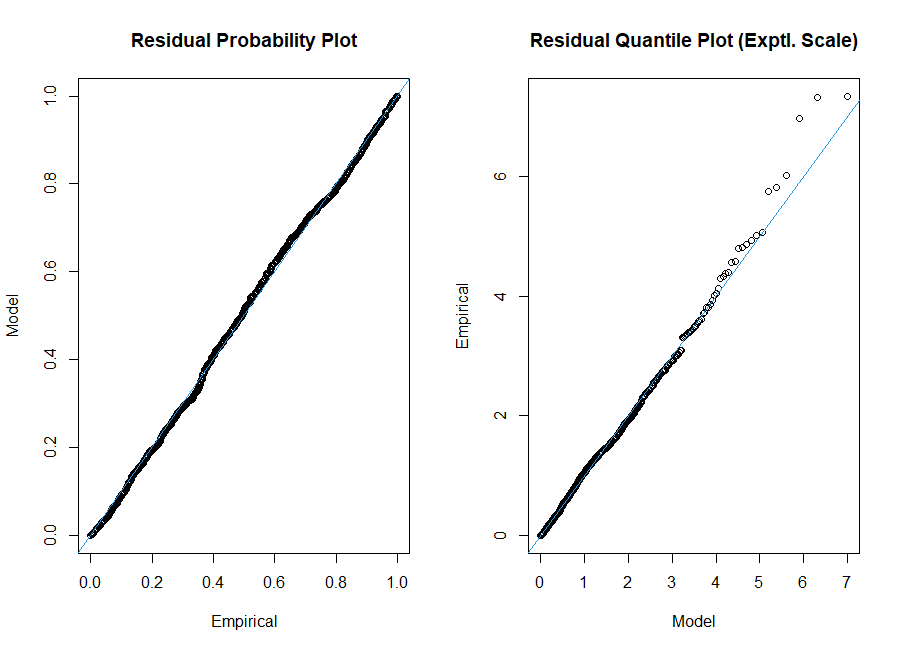 Residual Probability Plot
Model
1.0
0.8
0.6
0.4
0.2
0.0
0.0 0.2 0.4 0.6 0.8 1.0
Empirical
Residual Quantile Plot (Exptl. Scale)
Empirical
6
4
2
0
0 1 2 3 4 5 6 7
Model